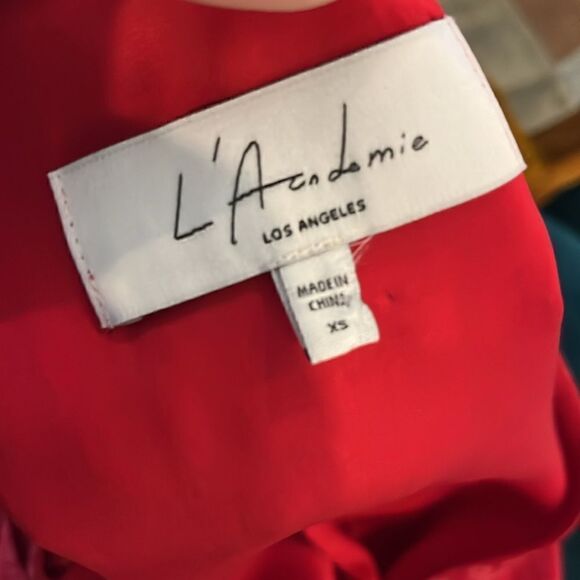 L'Academie
LOS ANGELES
MADE IN
CHINA
XS